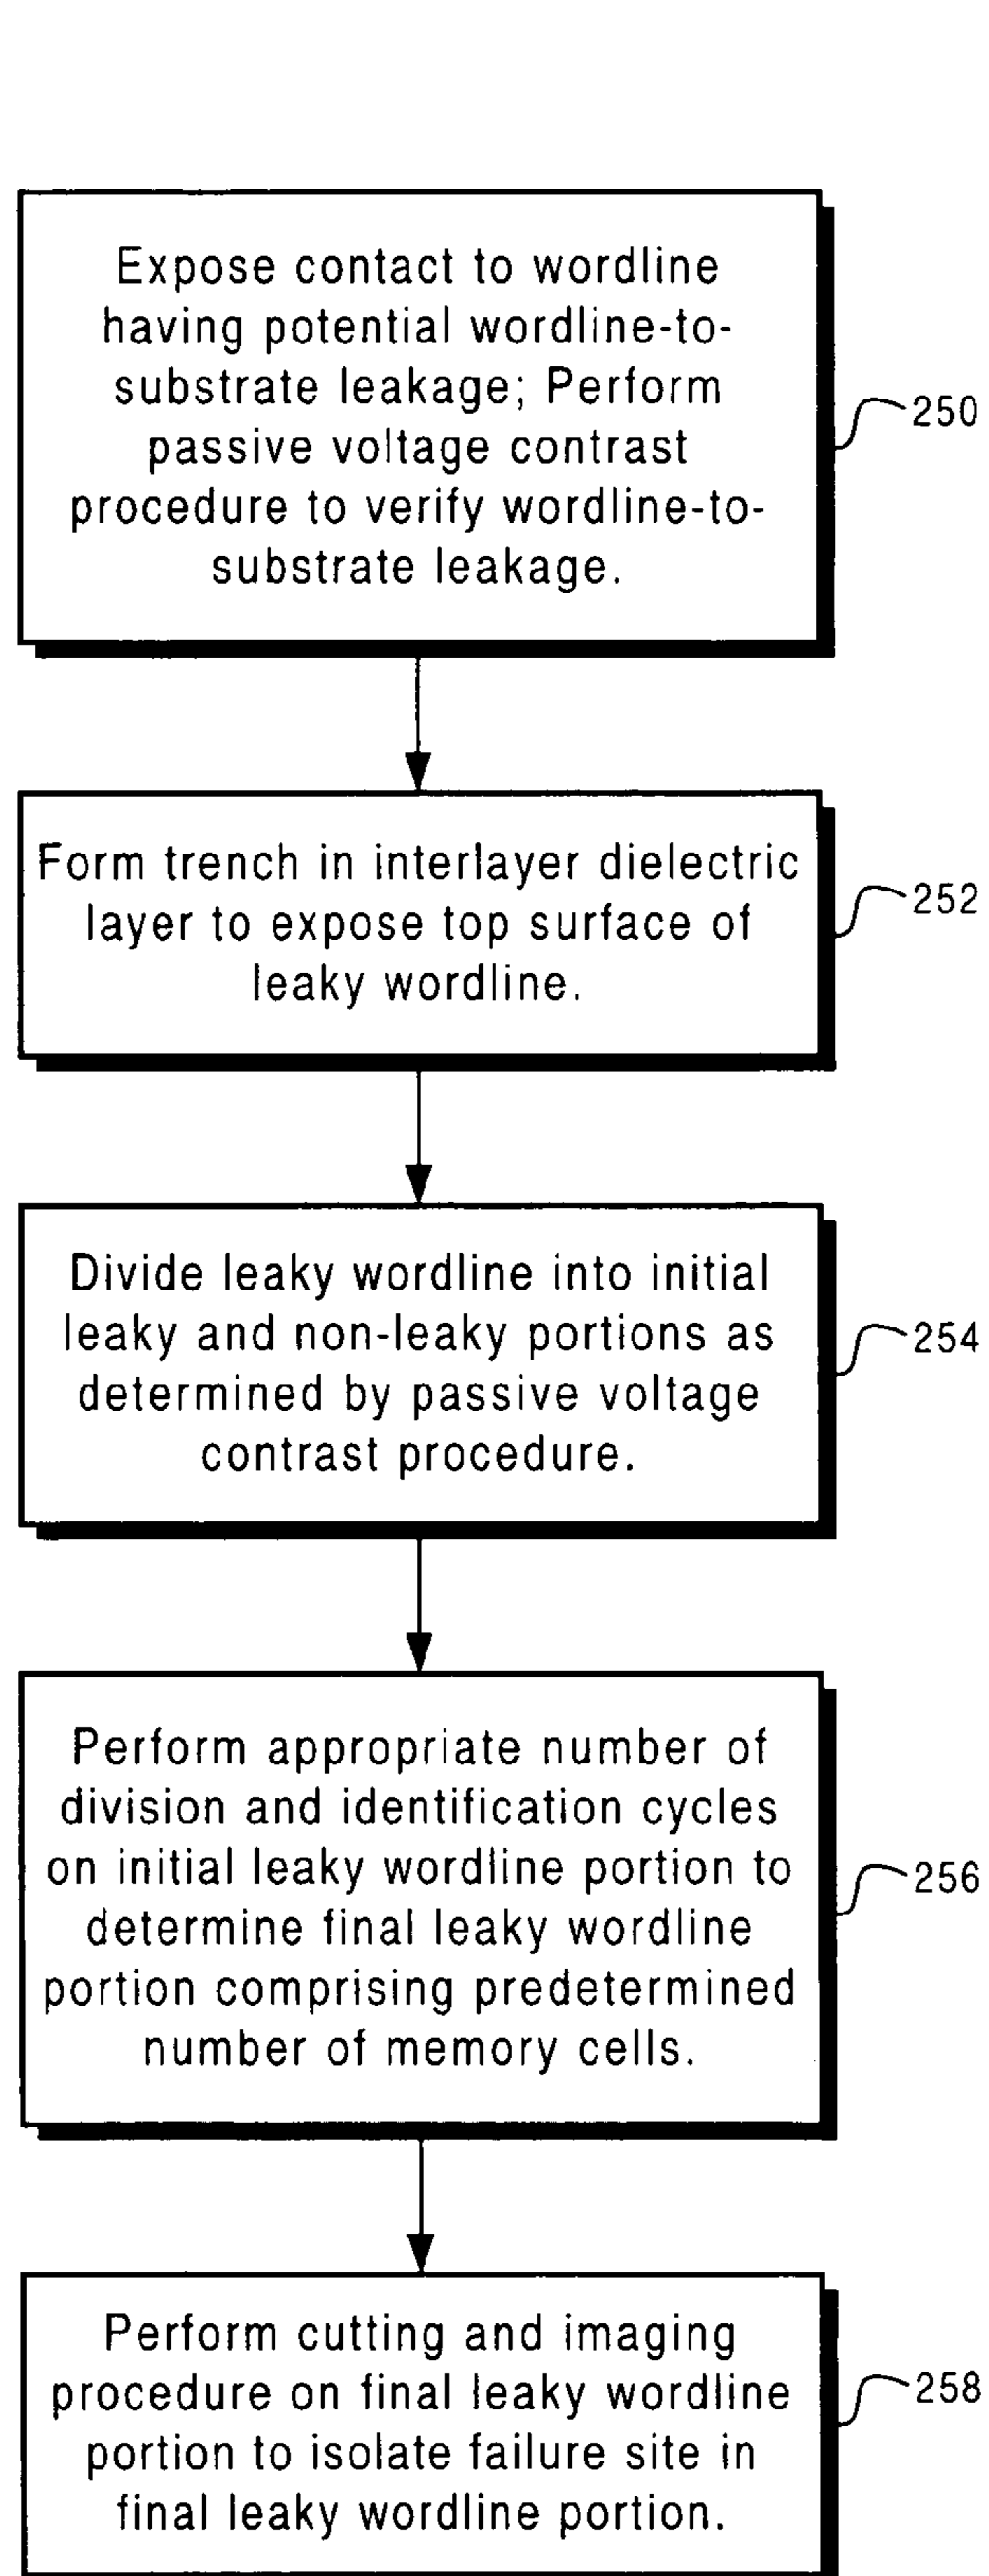 Expose contact to wordline
having potential wordline-to-
substrate leakage; Perform
passive voltage contrast
procedure to verify wordline-to-
substrate leakage.
250
Form trench in interlayer dielectric
layer to expose top surface of
leaky wordline.
252
Divide leaky wordline into initial
leaky and non-leaky portions as
determined by passive voltage
contrast procedure.
254
Perform appropriate number of
division and identification cycles
on initial leaky wordline portion to
determine final leaky wordline
portion comprising predetermined
number of memory cells.
256
Perform cutting and imaging
procedure on final leaky wordline
portion to isolate failure site in
final leaky wordline portion.
258